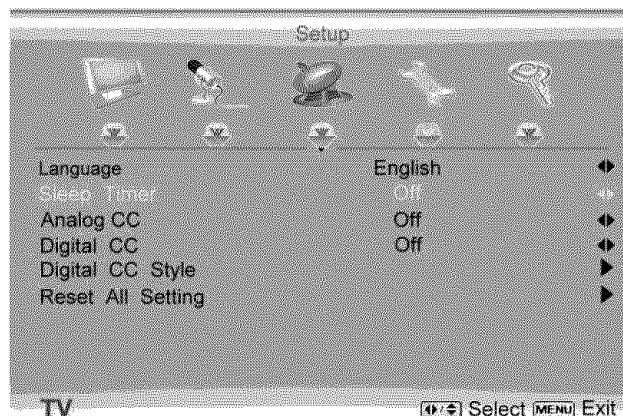 Setup
Language English
Sleep Timer Off
Analog CC Off
Digital CC Off
Digital CC Style
Reset All Setting
TV Select MENU Exit